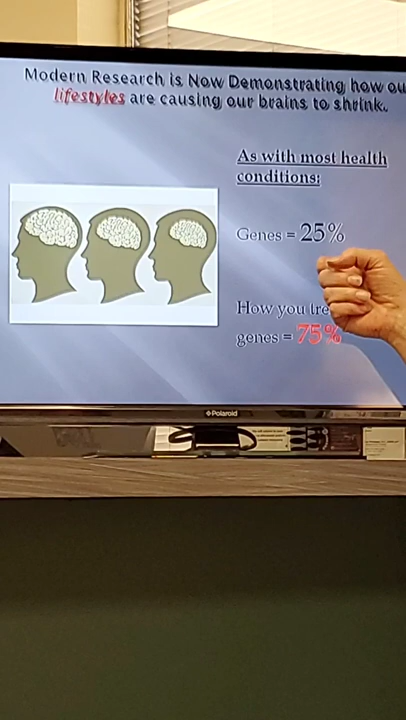 Modern Research is Now Demonstrating how ou
lifestyles are causing our brains to shrink.
As with most health
conditions:
Genes = 25%
How you tre
genes = 75%
Polaroid